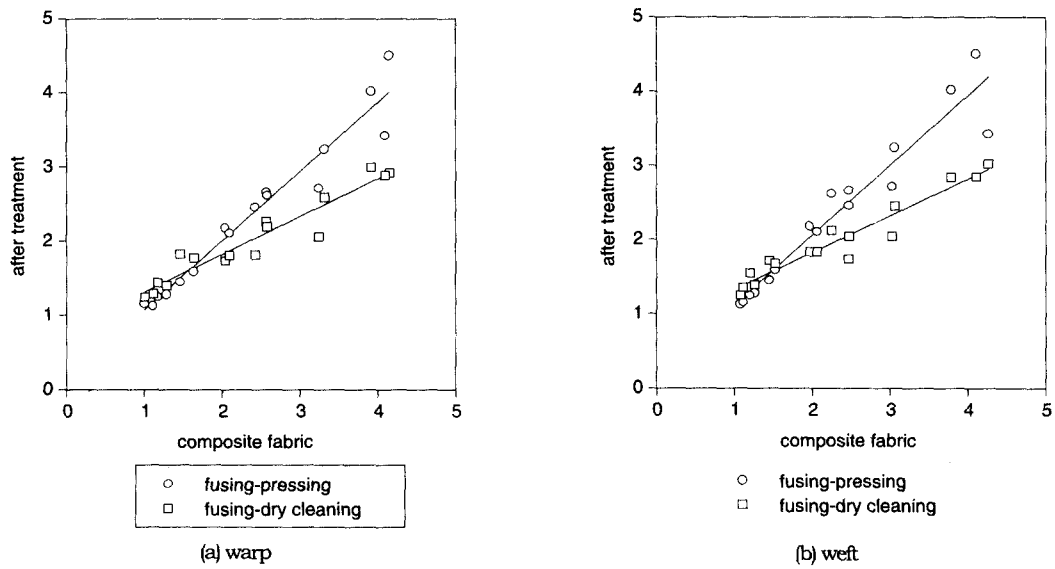 5
4
3
2
1
0
after treatment
0 1 2 3 4 5
composite fabric
fusing-pressing
fusing-dry cleaning
(a) warp
5
4
3
2
1
0
after treatment
0 1 2 3 4 5
composite fabric
fusing-pressing
fusing-dry cleaning
(b) weft